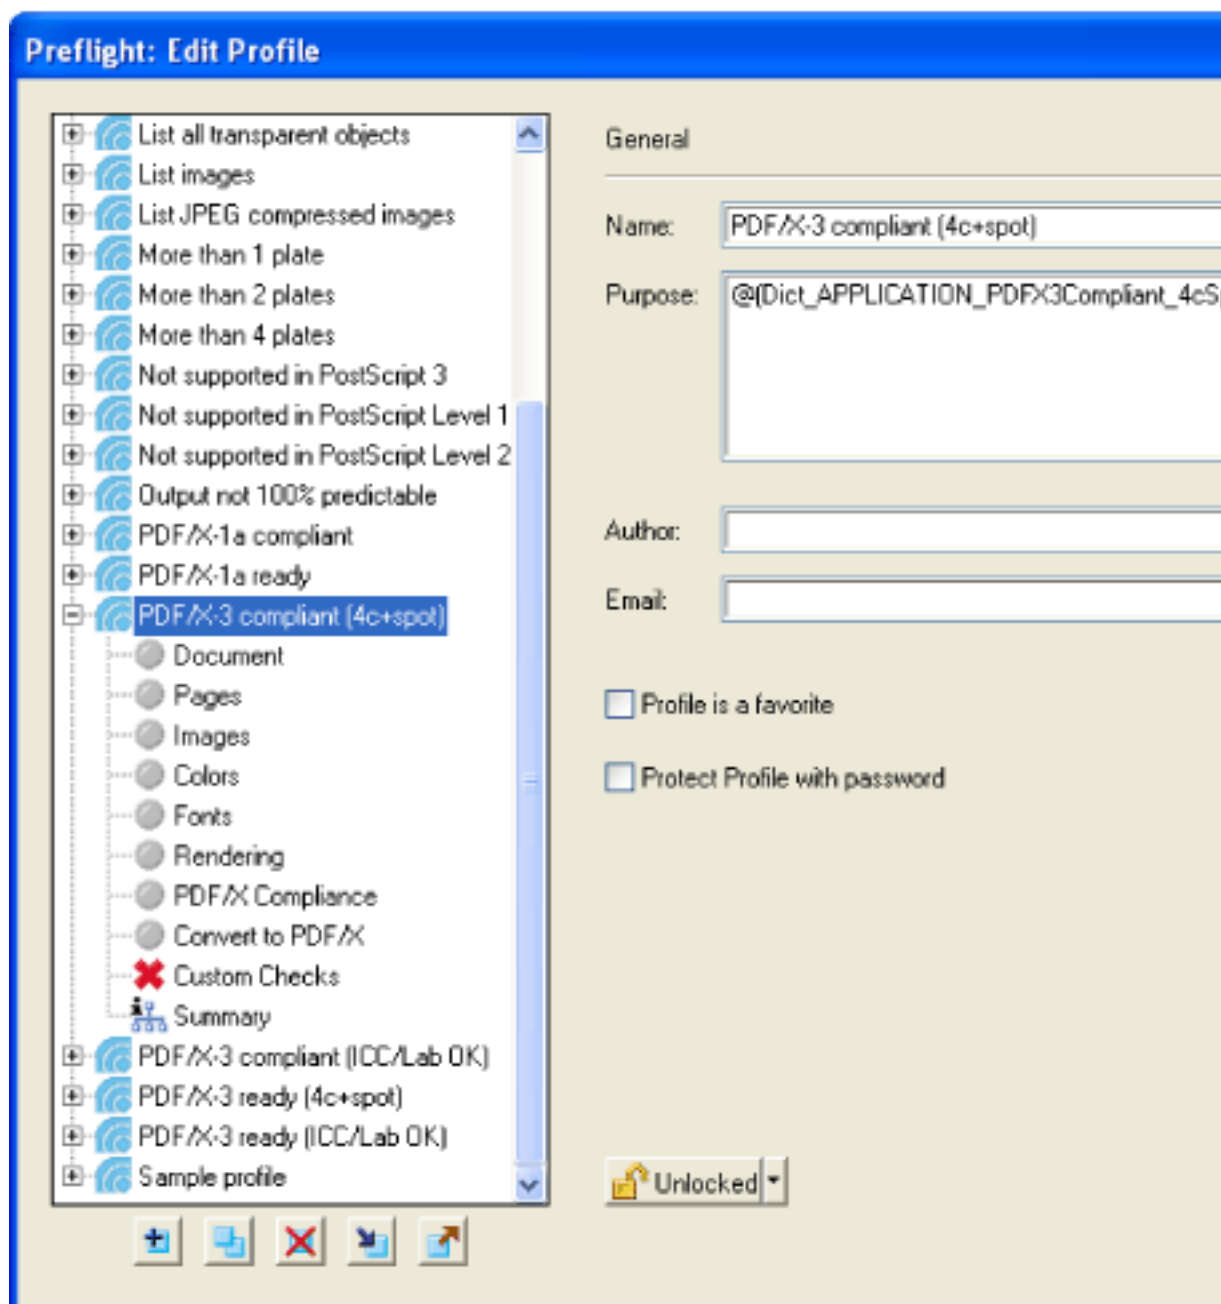 Preflight: Edit Profile
List all transparent objects
List images
List JPEG compressed images
More than 1 plate
More than 2 plates
More than 4 plates
Not supported in PostScript 3
Not supported in PostScript Level 1
Not supported in PostScript Level 2
Output not 100% predictable
PDF/X-1a compliant
PDF/X-1a ready
PDF/X-3 compliant (4c+spot)
Document
Pages
Images
Colors
Fonts
Rendering
PDF/X Compliance
Convert to PDF/X
Custom Checks
Summary
PDF/X-3 compliant (ICC/Lab OK)
PDF/X-3 ready (4c+spot)
PDF/X-3 ready (ICC/Lab OK)
Sample profile
General
Name: PDF/X-3 compliant (4c+spot)
Purpose: @(Dict_APPLICATION_PDFX3Compliant_4cSp
Author:
Email:
Profile is a favorite
Protect Profile with password
Unlocked